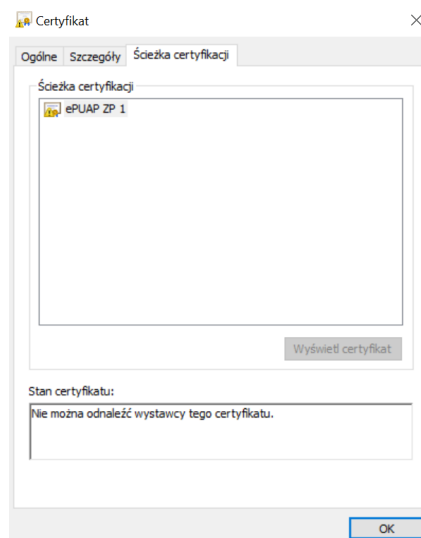 Certyfikat
Ogólne Szczegóły Ścieżka certyfikacji
Ścieżka certyfikacji
ePUAP ZP 1
Wyświetl certyfikat
Stan certyfikatu:
Nie można odnaleźć wystawcy tego certyfikatu.
OK